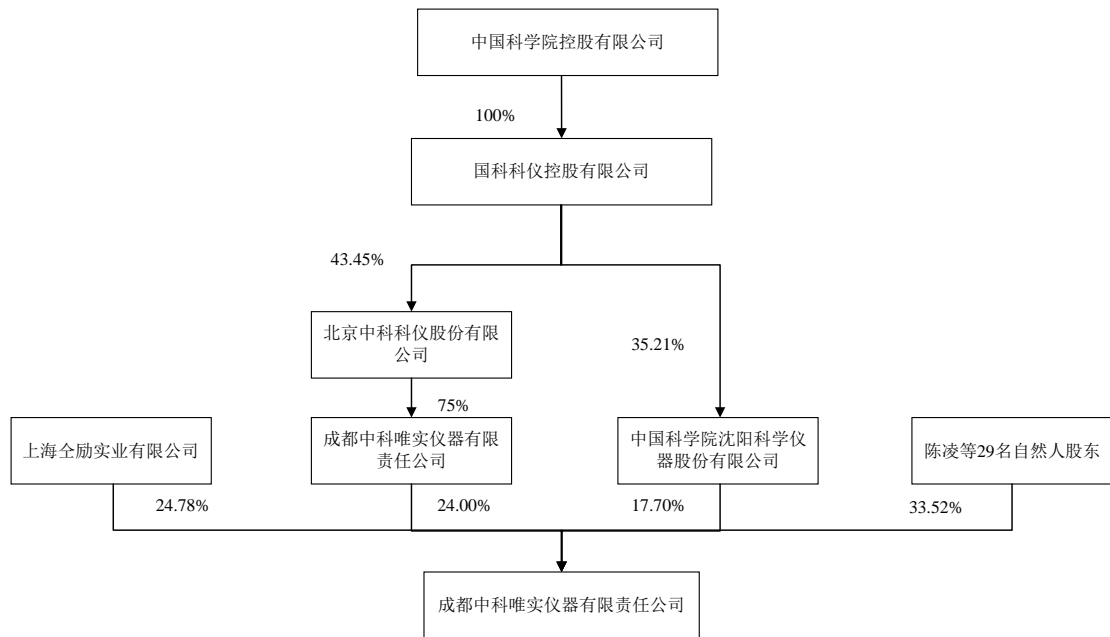 中国科学院控股有限公司
100%
国科科仪控股有限公司
43.45%
北京中科科仪股份有限
公司
35.21%
75%
上海仝励实业有限公司
成都中科唯实仪器有限
责任公司
中国科学院沈阳科学仪
器股份有限公司
陈凌等29名自然人股东
24.78%
24.00%
17.70%
33.52%
成都中科唯实仪器有限责任公司